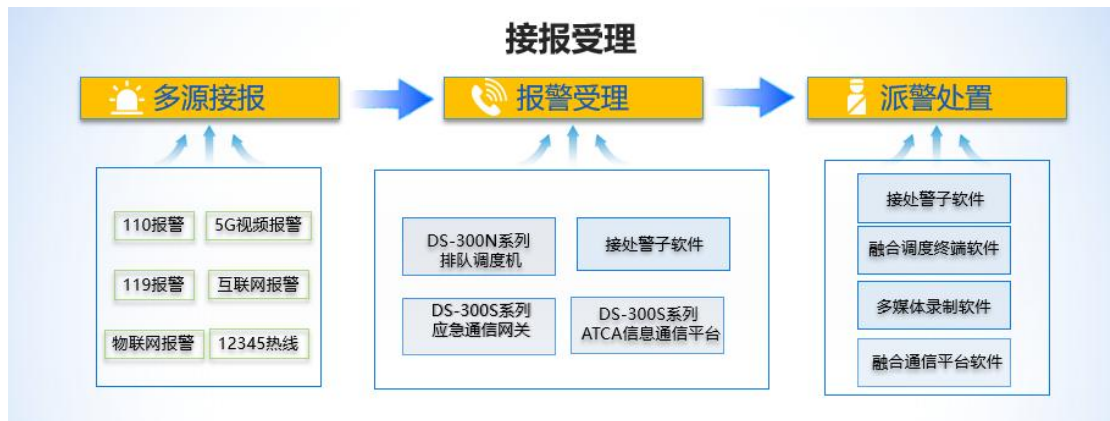 接报受理
多源接报
报警受理
派警处置
110报警
5G视频报警
119报警
互联网报警
物联网报警
12345热线
DS-300N系列
排队调度机
接处警子软件
DS-300S系列
应急通信网关
DS-300S系列
ATCA信息通信平台
接处警子软件
融合调度终端软件
多媒体录制软件
融合通信平台软件